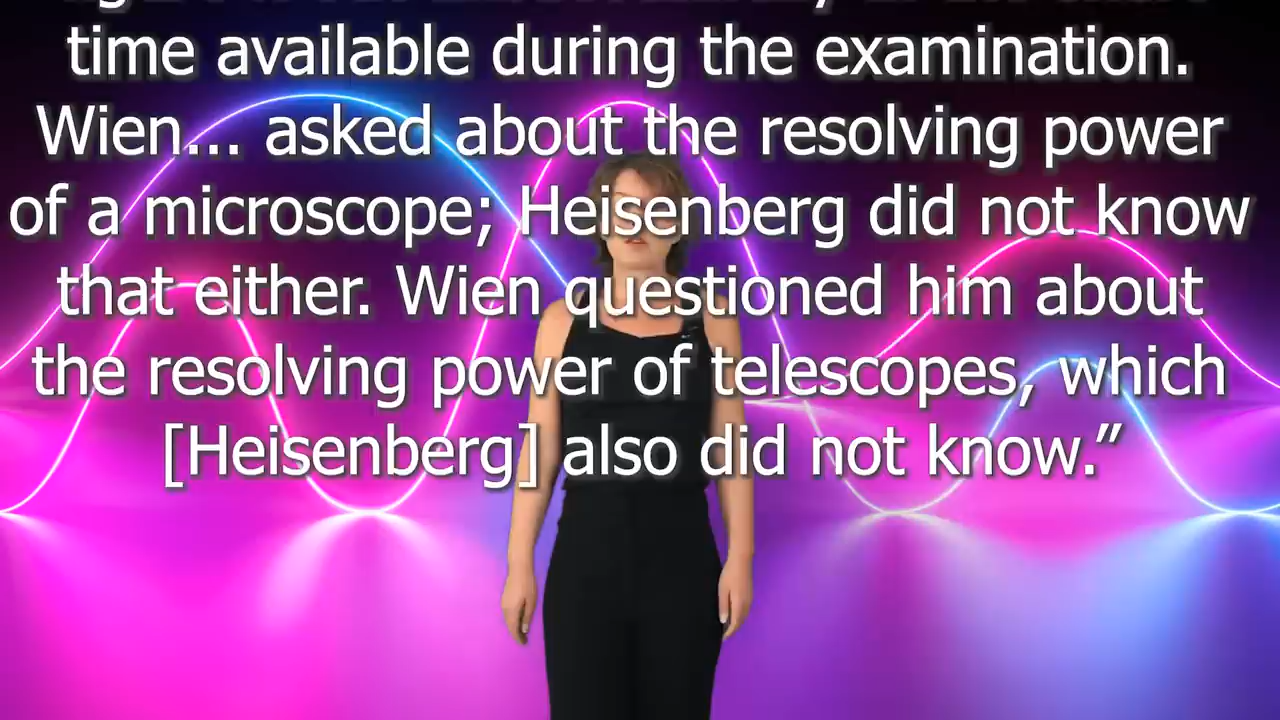 time available during the examination.
Wien... asked about the resolving power
of a microscope; Heisenberg did not know
that either. Wien questioned him about
the resolving power of telescopes, which
[Heisenberg] also did not know.”